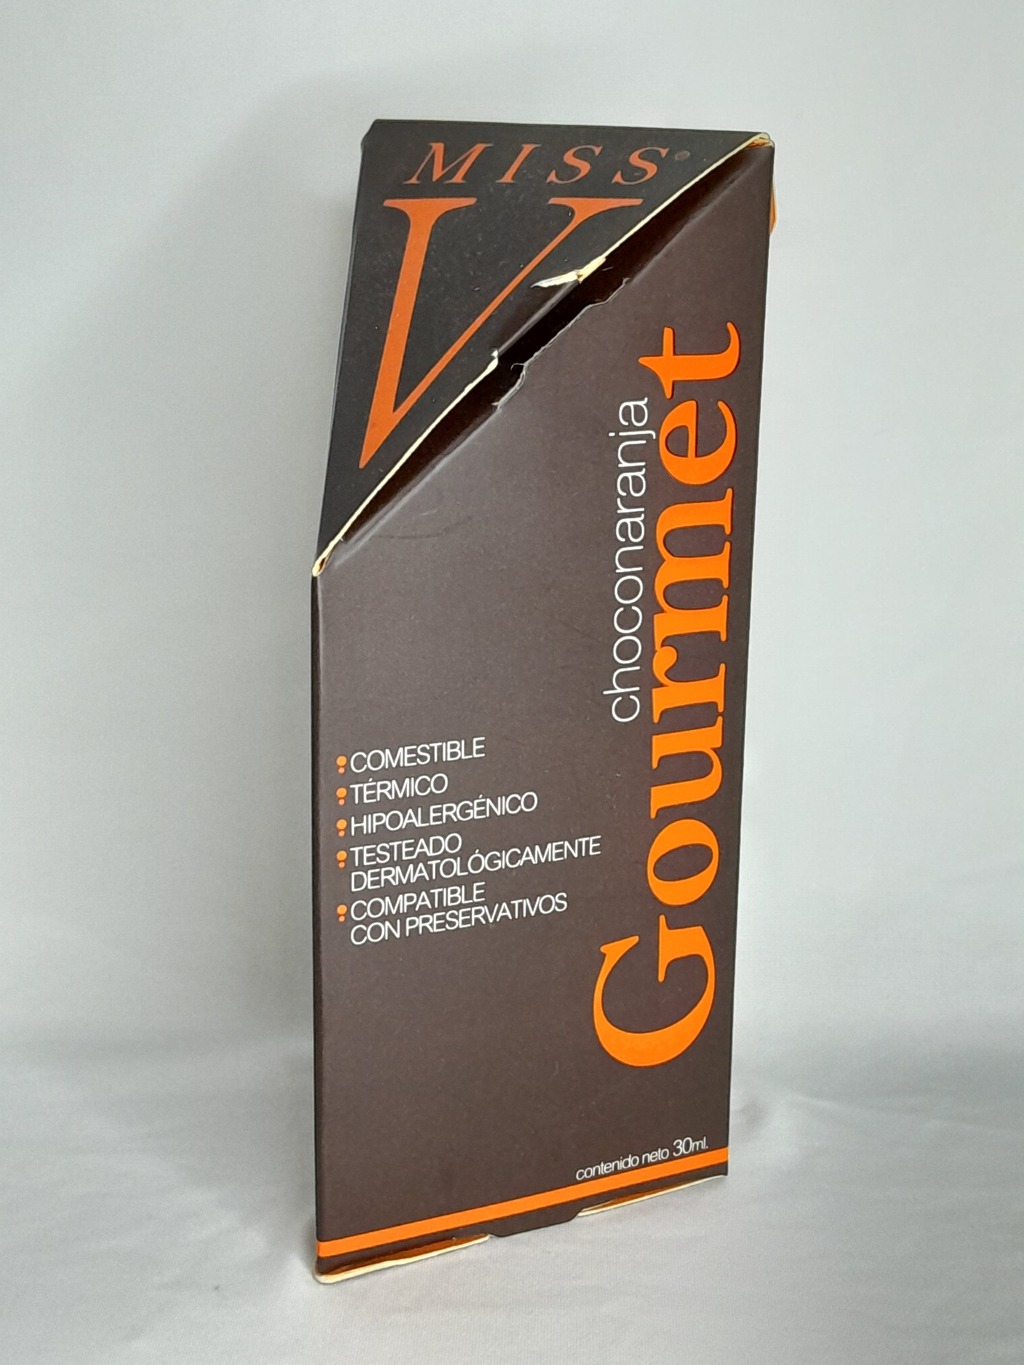 MISS®
V
choconaranja
Gourmet
COMESTIBLE
TÉRMICO
HIPOALERGÉNICO
TESTEADO
DERMATOLÓGICAMENTE
COMPATIBLE
CON PRESERVATIVOS
contenido neto 30ml.